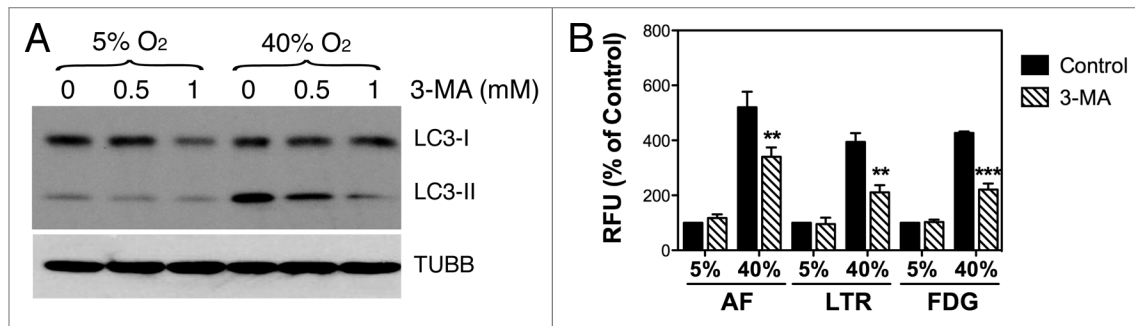 A
5% O₂ 40% O₂
0 0.5 1 0 0.5 1 3-MA (mM)
LC3-I
LC3-II
TUBB
B
RFU (% of Control)
800
600
400
200
0
** ** ***
Control
3-MA
5% 40% 5% 40% 5% 40%
AF LTR FDG